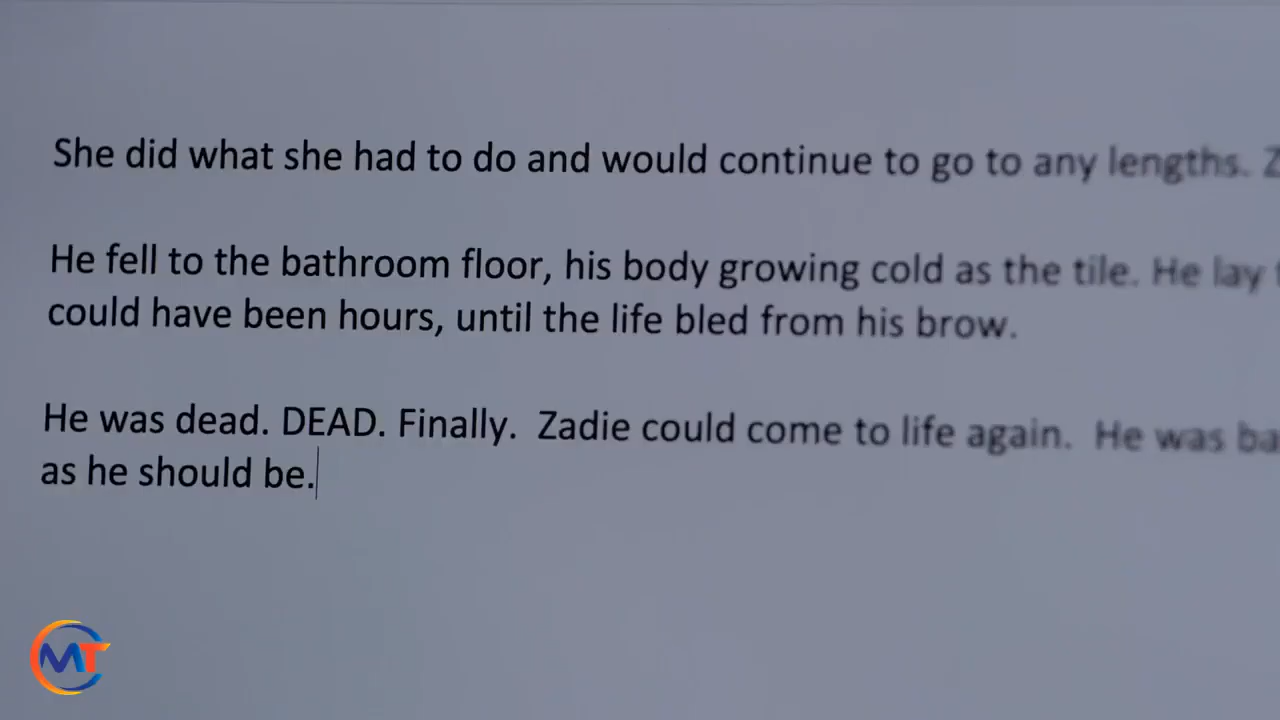 She did what she had to do and would continue to go to any lengths.
He fell to the bathroom floor, his body growing cold as the tile. He lay
could have been hours, until the life bled from his brow.
He was dead. DEAD. Finally. Zadie could come to life again. He was
as he should be.
MT